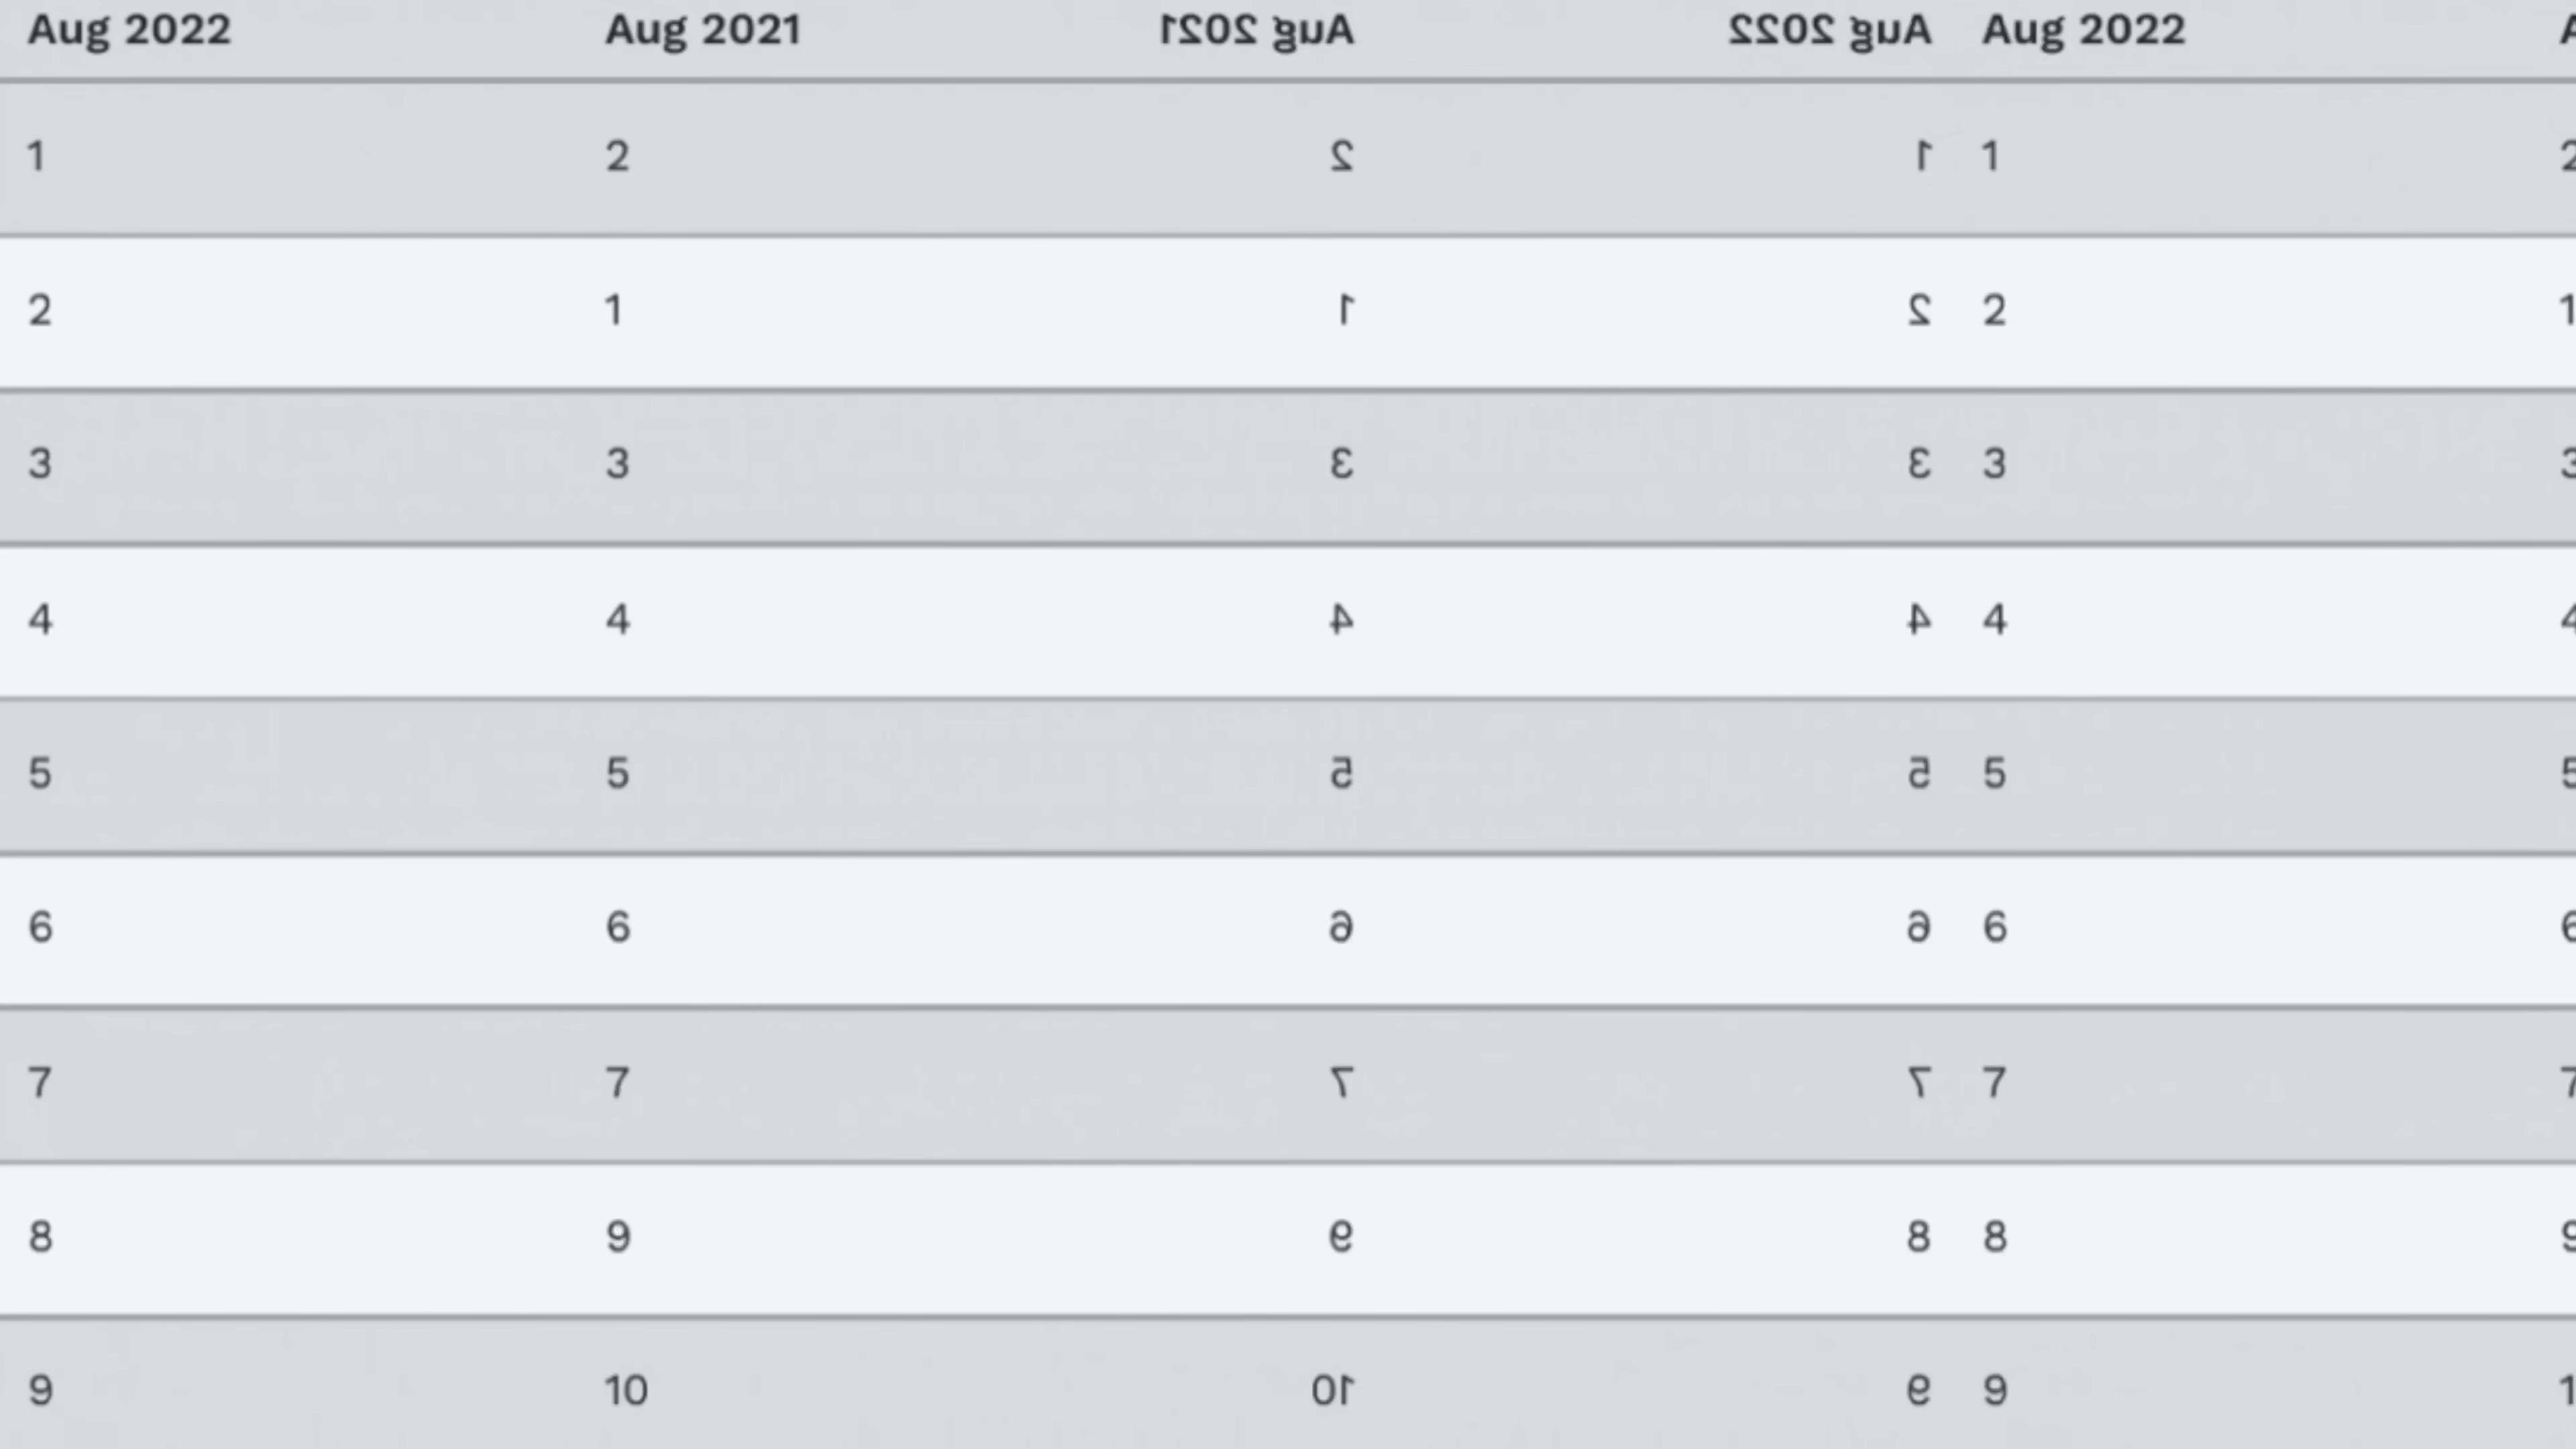 Aug 2022 Aug 2021 Aug 2021 Aug 2022 Aug 2022
1 2 2 1 1 2
2 1 1 2 2 1
3 3 3 3 3 3
4 4 4 4 4 4
5 5 5 5 5 5
6 6 6 6 6 6
7 7 7 7 7 7
8 9 9 8 8 9
9 10 10 9 9 1